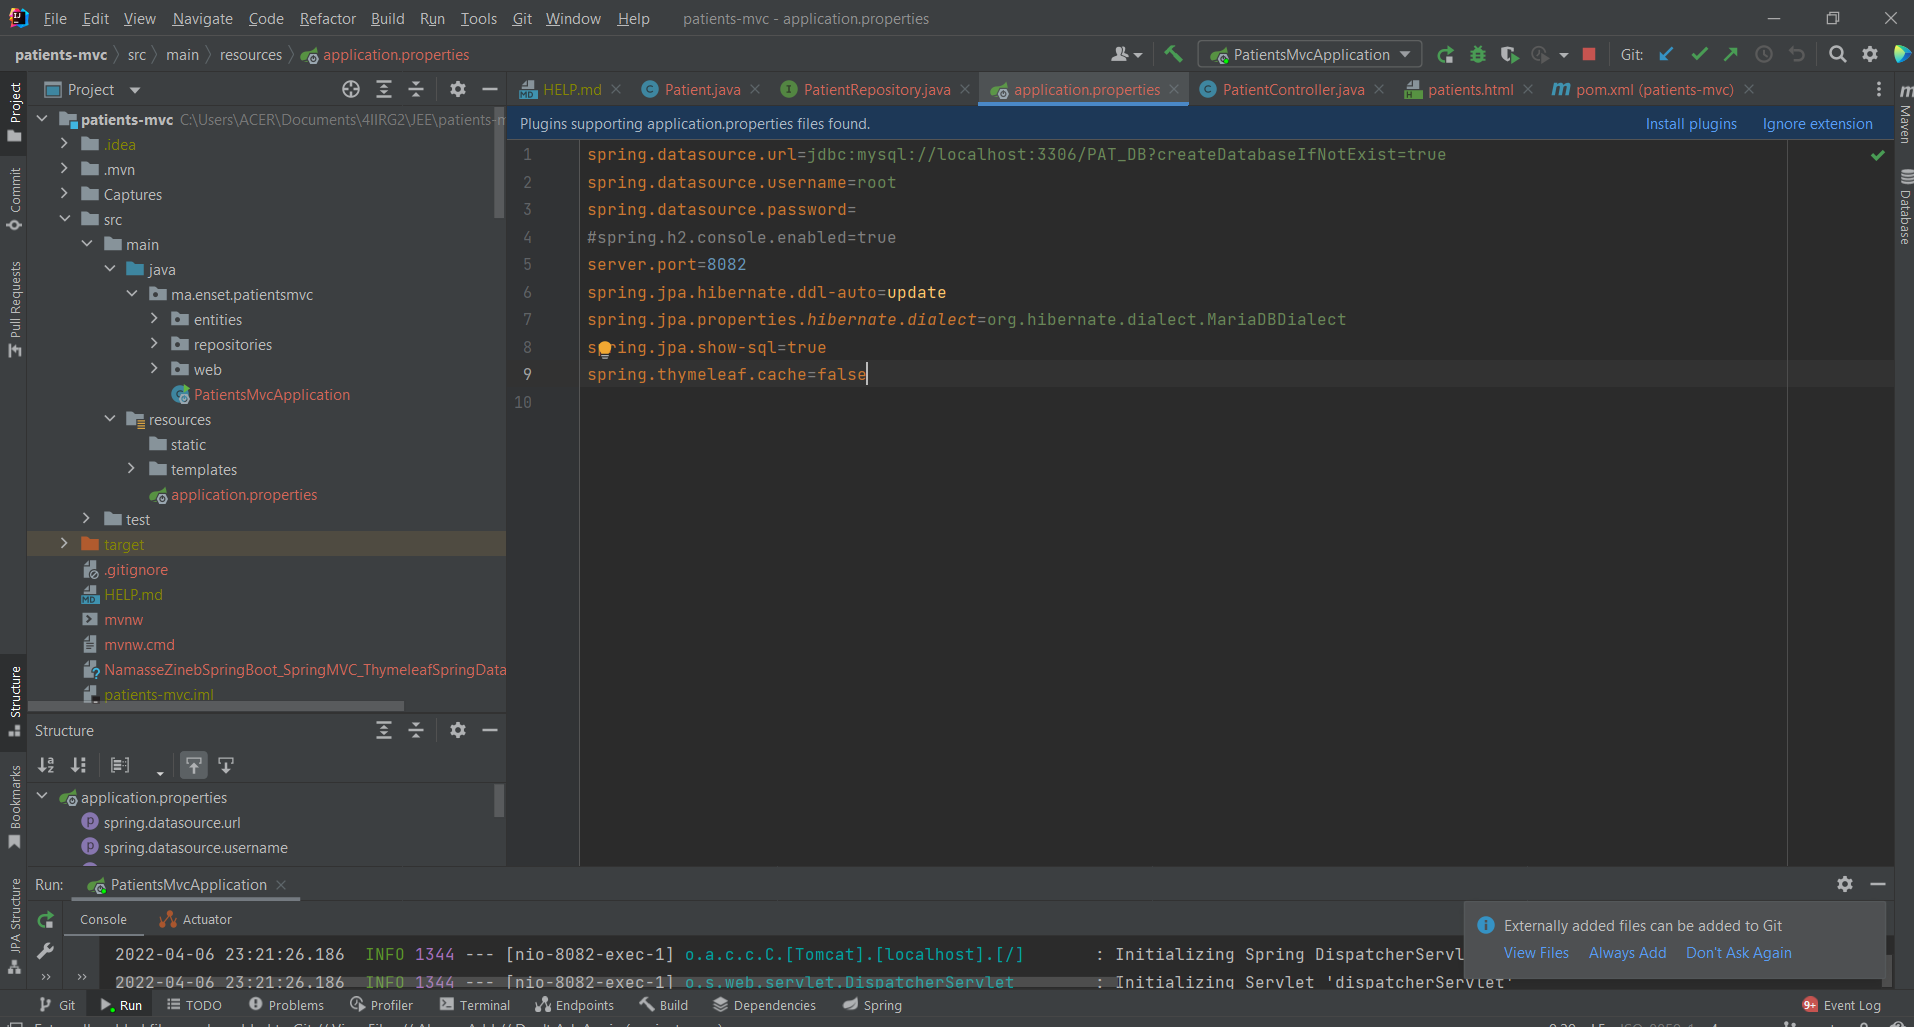 File Edit View Navigate Code Refactor Build Run Tools Git Window Help patients-mvc - application.properties
patients-mvc src main resources application.properties PatientsMvcApplication Git:
Project HELP.md Patient.java PatientRepository.java application.properties PatientController.java patients.html pom.xml (patients-mvc)
patients-mvc C:\Users\ACER\Documents\4IIRG2\JEE\patients-m
Plugins supporting application.properties files found. Install plugins Ignore extension
.idea
.mvn
Captures
src
main
java
ma.enset.patientsmvc
entities
repositories
web
PatientsMvcApplication
resources
static
templates
application.properties
test
target
.gitignore
HELP.md
mvnw
mvnw.cmd
NamasseZinebSpringBoot_SpringMVC_ThymeleafSpringData
patients-mvc.iml
1 spring.datasource.url=jdbc:mysql://localhost:3306/PAT_DB?createDatabaseIfNotExist=true
2 spring.datasource.username=root
3 spring.datasource.password=
4 #spring.h2.console.enabled=true
5 server.port=8082
6 spring.jpa.hibernate.ddl-auto=update
7 spring.jpa.properties.hibernate.dialect=org.hibernate.dialect.MariaDBDialect
8 spring.jpa.show-sql=true
9 spring.thymeleaf.cache=false
10
Project
Commit
Pull Requests
Structure
Bookmarks
JPA Structure
Maven
Database
Structure
application.properties
spring.datasource.url
spring.datasource.username
Run: PatientsMvcApplication
Console Actuator
2022-04-06 23:21:26.186 INFO 1344 --- [nio-8082-exec-1] o.a.c.c.C.[Tomcat].[localhost].[/] : Initializing Spring DispatcherServl
2022-04-06 23:21:26.186 INFO 1344 --- [nio-8082-exec-1] o.s.web.servlet.DispatcherServlet : Initializing Servlet 'dispatcherServlet'
Externally added files can be added to Git
View Files Always Add Don't Ask Again
Git Run TODO Problems Profiler Terminal Endpoints Build Dependencies Spring 9+ Event Log